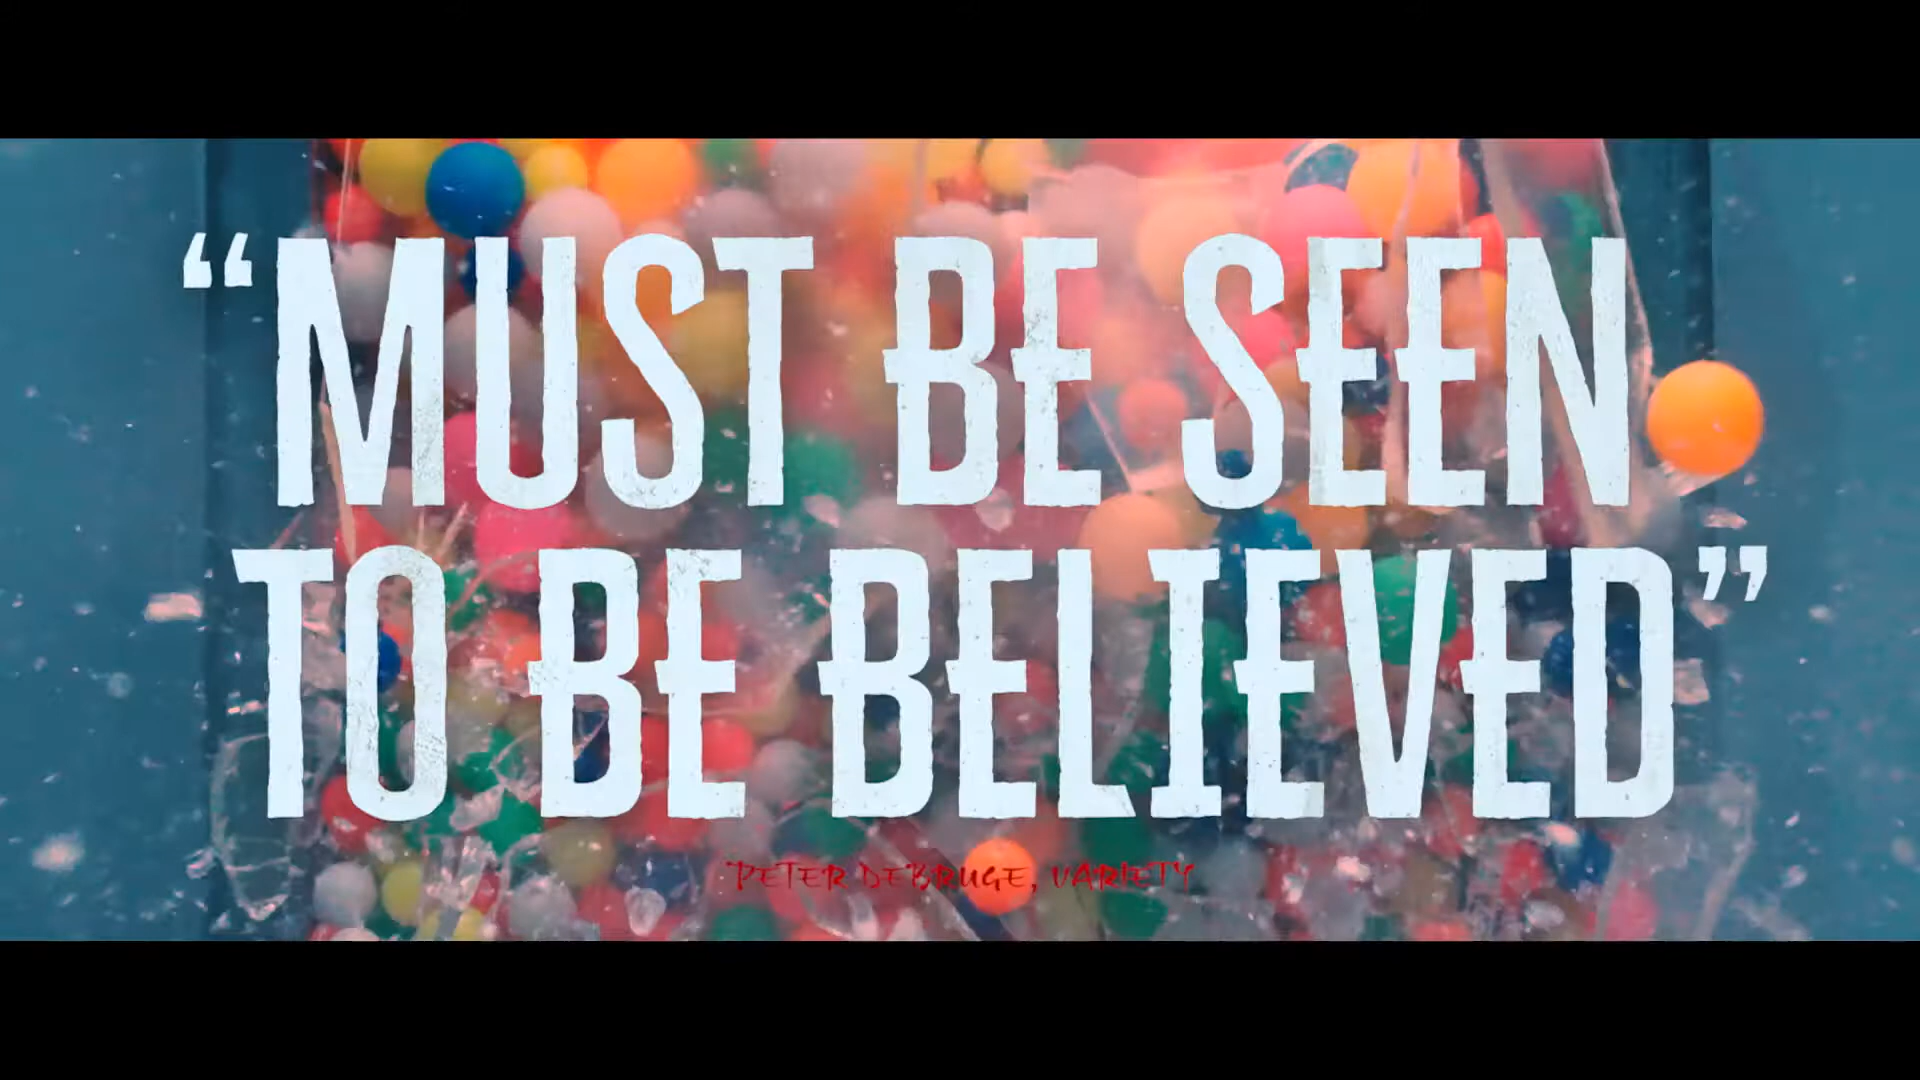 “MUST BE SEEN
TO BE BELIEVED”
PETER DEBRUGE, VARIETY